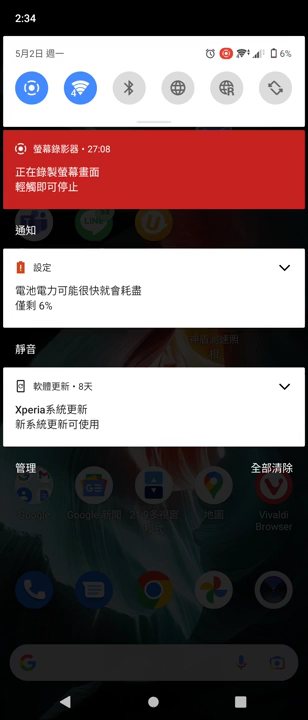 2:34
5月2日 週一
6%
4
R
螢幕錄影器 • 27:08
正在錄製螢幕畫面
輕觸即可停止
LINE
通知
設定
電池電力可能很快就會耗盡
僅剩 6%
靜音
軟體更新 • 8天
Xperia系統更新
新系統更新可使用
管理
全部清除
Google
Google 新聞
地圖
Vivaldi
Browser